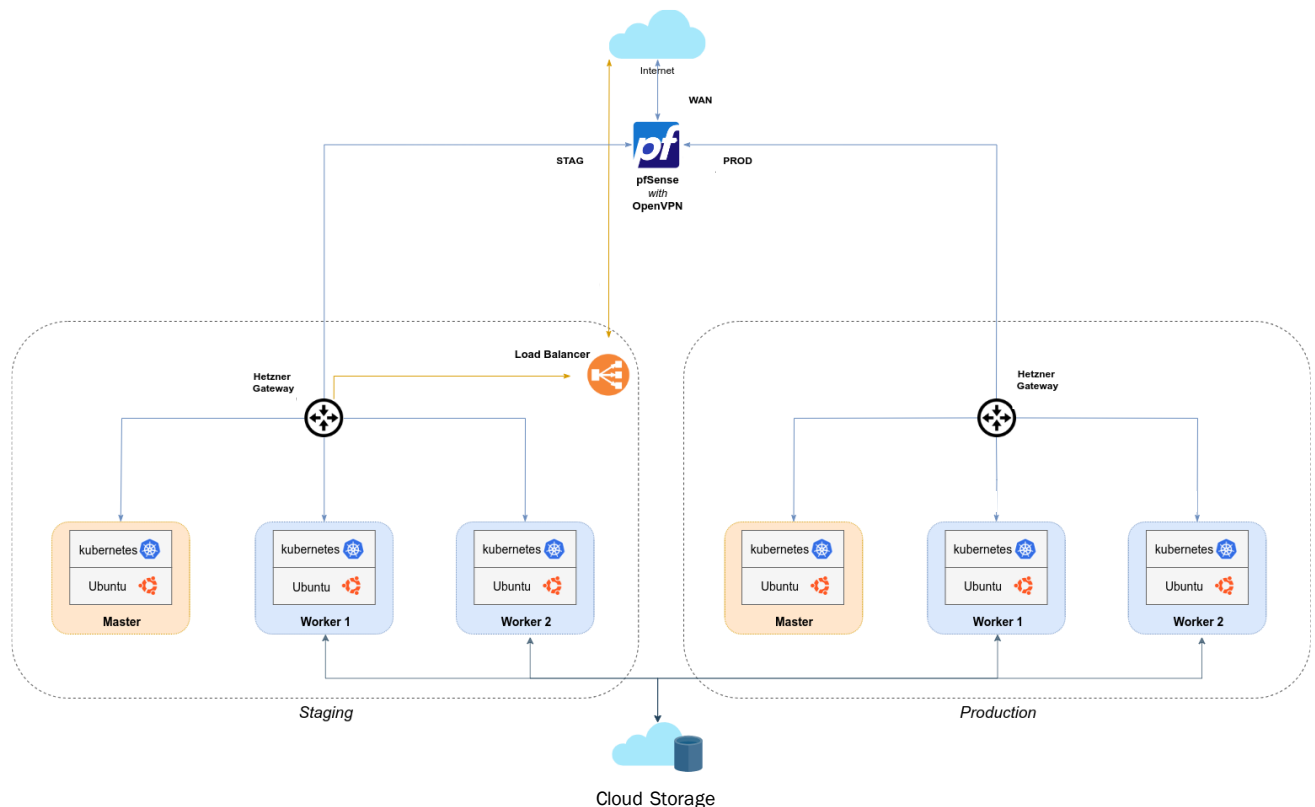 Internet
WAN
pf
STAG
PROD
pfSense
with
OpenVPN
Load Balancer
Hetzner
Gateway
Hetzner
Gateway
kubernetes
Ubuntu
Master
kubernetes
Ubuntu
Worker 1
kubernetes
Ubuntu
Worker 2
kubernetes
Ubuntu
Master
kubernetes
Ubuntu
Worker 1
kubernetes
Ubuntu
Worker 2
Staging
Production
Cloud Storage